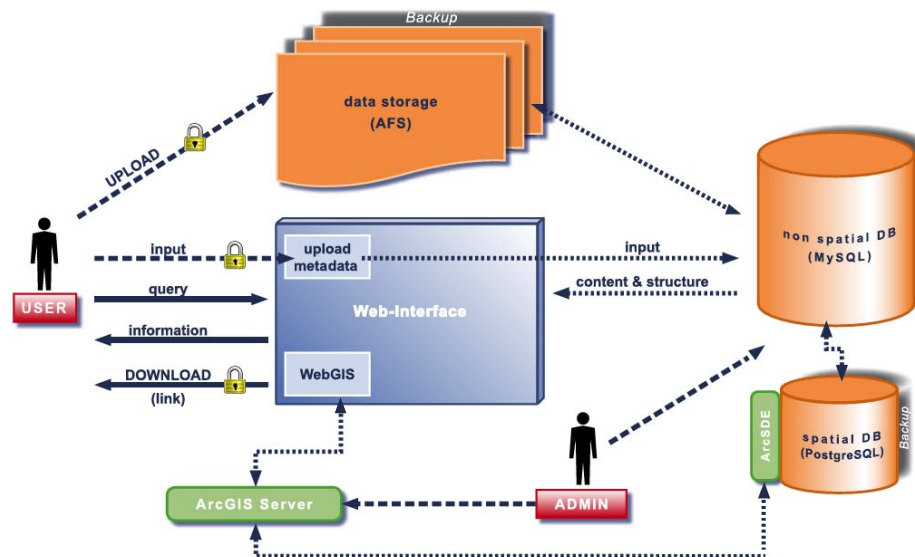 Backup
data storage
(AFS)
UPLOAD
non spatial DB
(MySQL)
input
upload
metadata
input
query
content & structure
USER
Web-Interface
information
DOWNLOAD
(link)
WebGIS
ArcSDE
spatial DB
(PostgreSQL)
Backup
ArcGIS Server
ADMIN